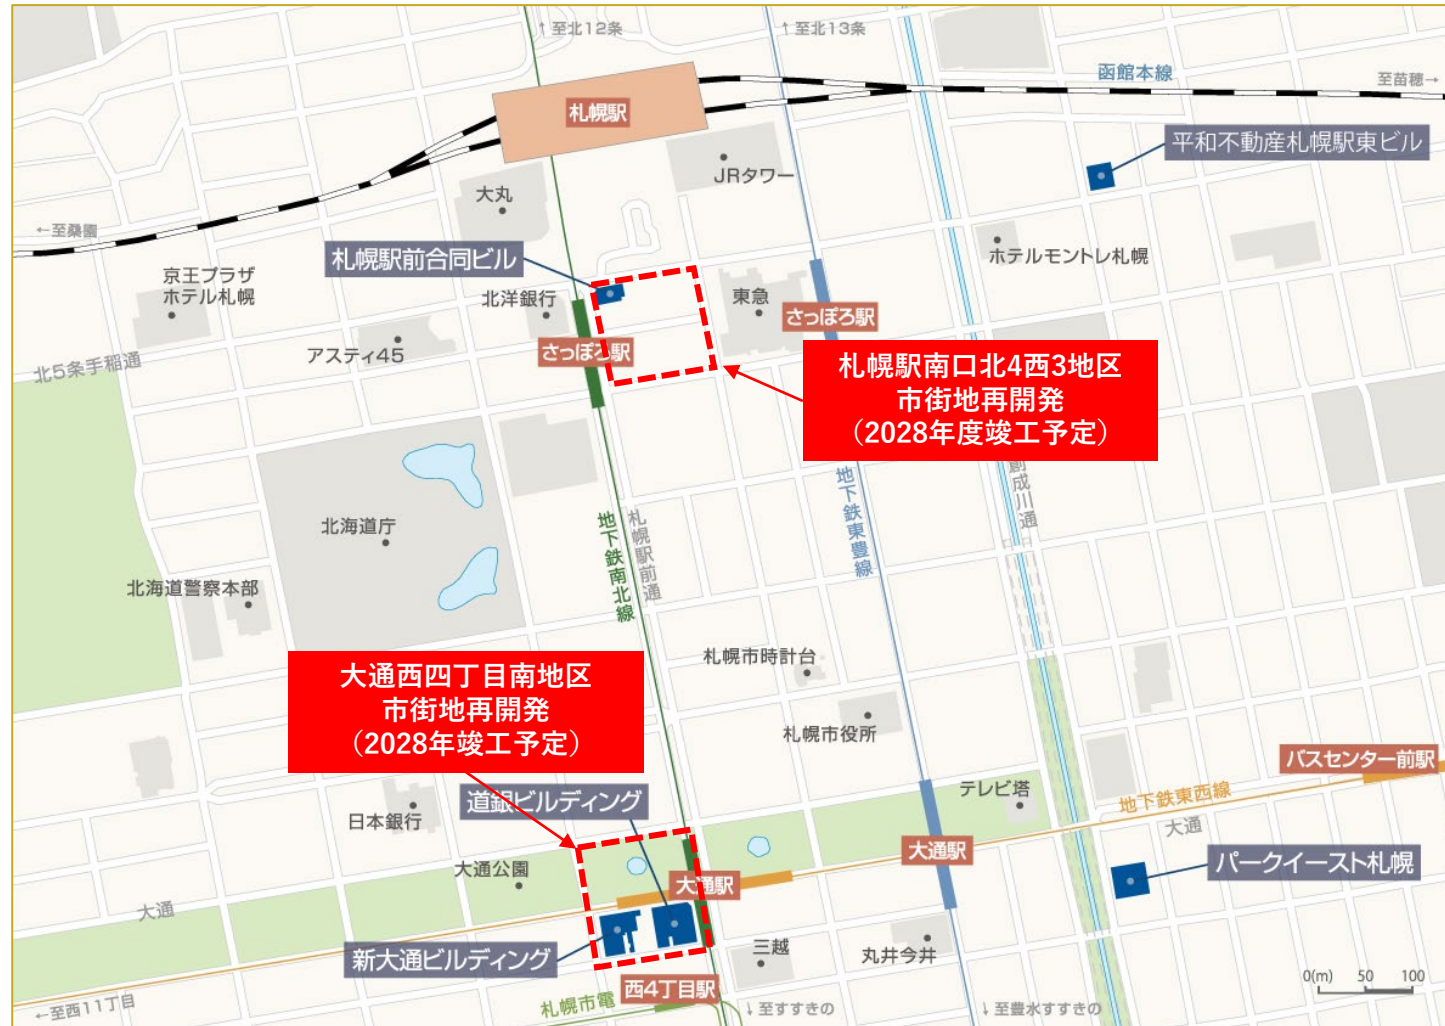 ↑至北12条
↑至北13条
函館本線
至苗穂→
札幌駅
平和不動産札幌駅東ビル
JRタワー
大丸
←至桑園
札幌駅前合同ビル
ホテルモントレ札幌
京王プラザ
ホテル札幌
北洋銀行
東急
さっぽろ駅
アスティ45
さっぽろ駅
北5条手稲通
札幌駅南口北4西3地区
市街地再開発
（2028年度竣工予定）
創成川通
地下鉄東豊線
地下鉄南北線
札幌駅前通
北海道庁
北海道警察本部
札幌市時計台
大通西四丁目南地区
市街地再開発
（2028年竣工予定）
札幌市役所
バスセンター前駅
テレビ塔
地下鉄東西線
道銀ビルディング
日本銀行
大通
大通駅
大通公園
パークイースト札幌
大通駅
大通
新大通ビルディング
三越
丸井今井
西4丁目駅
0(m) 50 100
←至西11丁目
札幌市電
↓至すすきの
↓至豊水すすきの